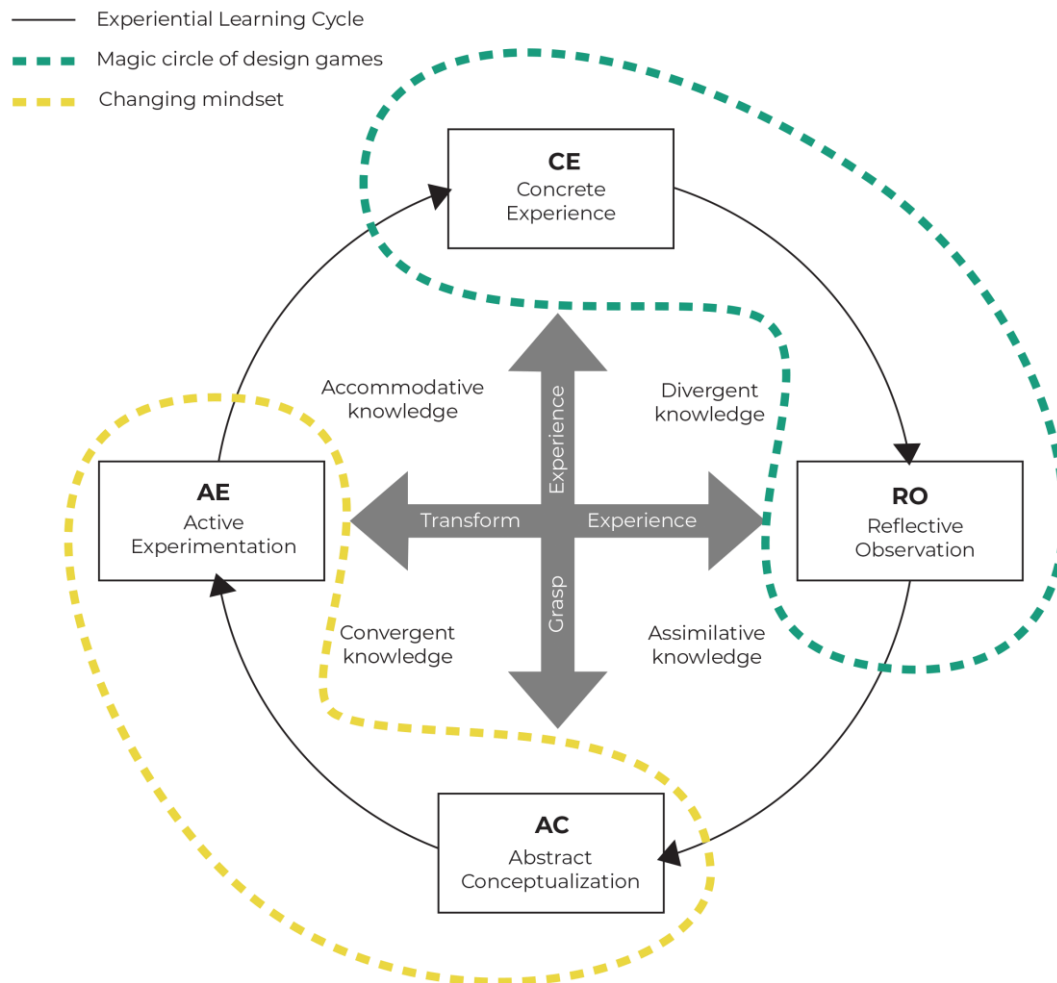 Experiential Learning Cycle
Magic circle of design games
Changing mindset
CE
Concrete
Experience
Accommodative
knowledge
Divergent
knowledge
Experience
AE
Active
Experimentation
Transform
Experience
RO
Reflective
Observation
Grasp
Convergent
knowledge
Assimilative
knowledge
AC
Abstract
Conceptualization